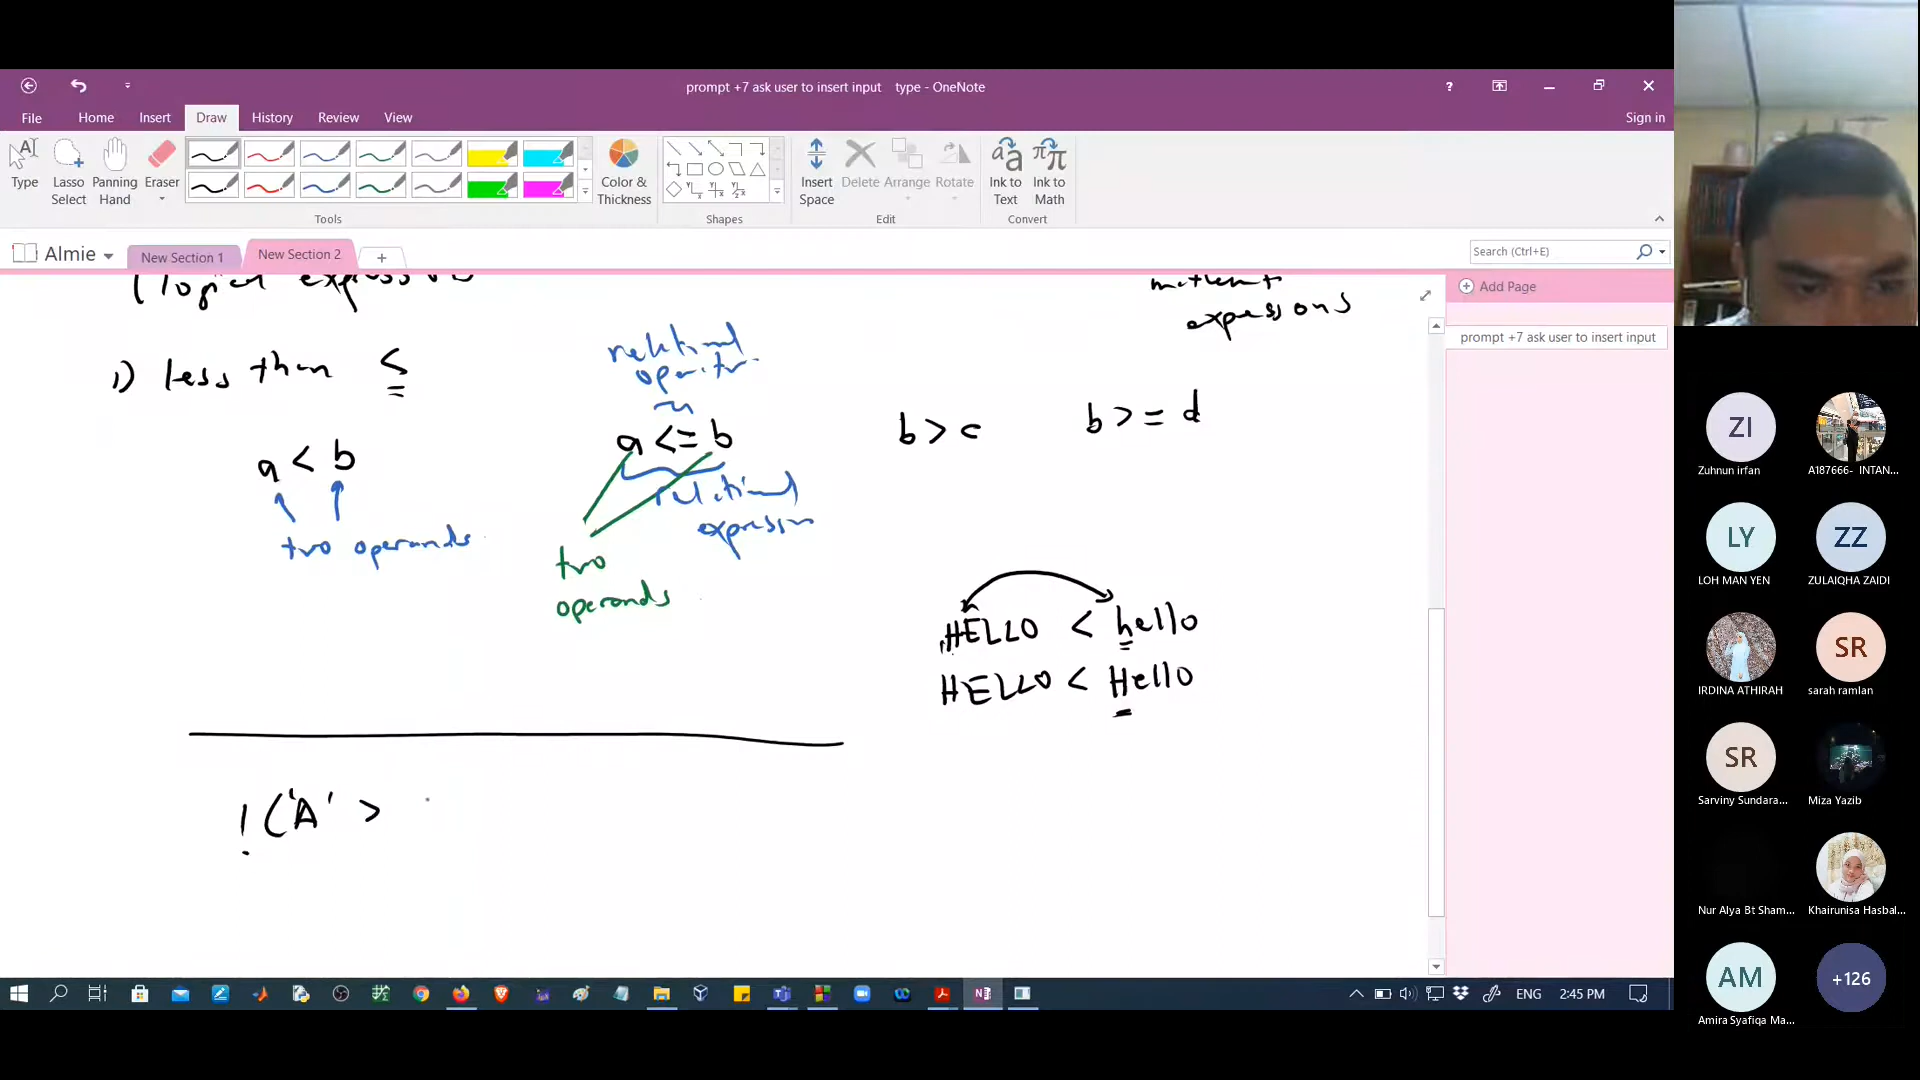 prompt +7 ask user to insert input    type - OneNote
?
File Home Insert Draw History Review View
Sign in
Type
Lasso Select
Panning Hand
Eraser
Color & Thickness
Insert Space
Delete
Arrange
Rotate
Ink to Text
Ink to Math
Tools
Shapes
Edit
Convert
Almie
New Section 1
New Section 2
+
Search (Ctrl+E)
Add Page
prompt +7 ask user to insert input
(logical expression
expressions
1) less than <
relational
operator
a <= b
b > c
b >= d
a < b
relational
expression
two operands
two
operands
HELLO < hello
HELLO < Hello
! ('A' >
ENG
2:45 PM
ZI
Zuhnun irfan
A187666- INTAN...
LY
LOH MAN YEN
ZZ
ZULAIQHA ZAIDI
IRDINA ATHIRAH
SR
sarah ramlan
SR
Sarviny Sundara...
Miza Yazib
Nur Alya Bt Sham...
Khairunisa Hasbal...
AM
Amira Syafiqa Ma...
+126